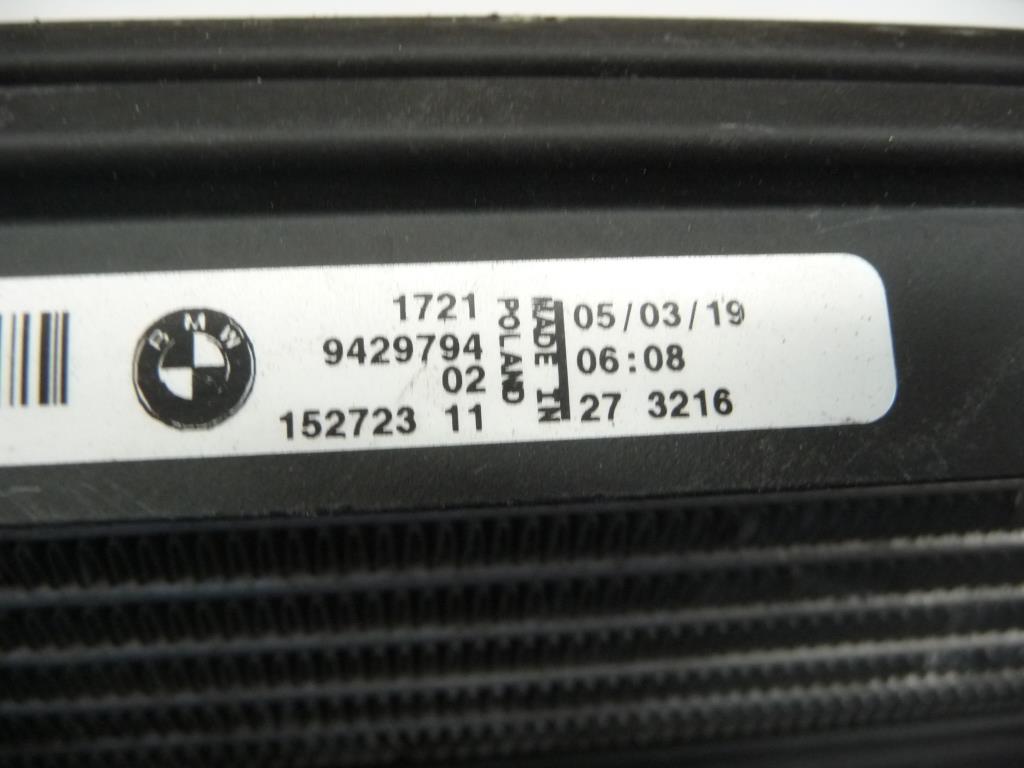 BMW
1721
9429794
02
152723 11
MADE IN
POLAND
05/03/19
06:08
27 3216